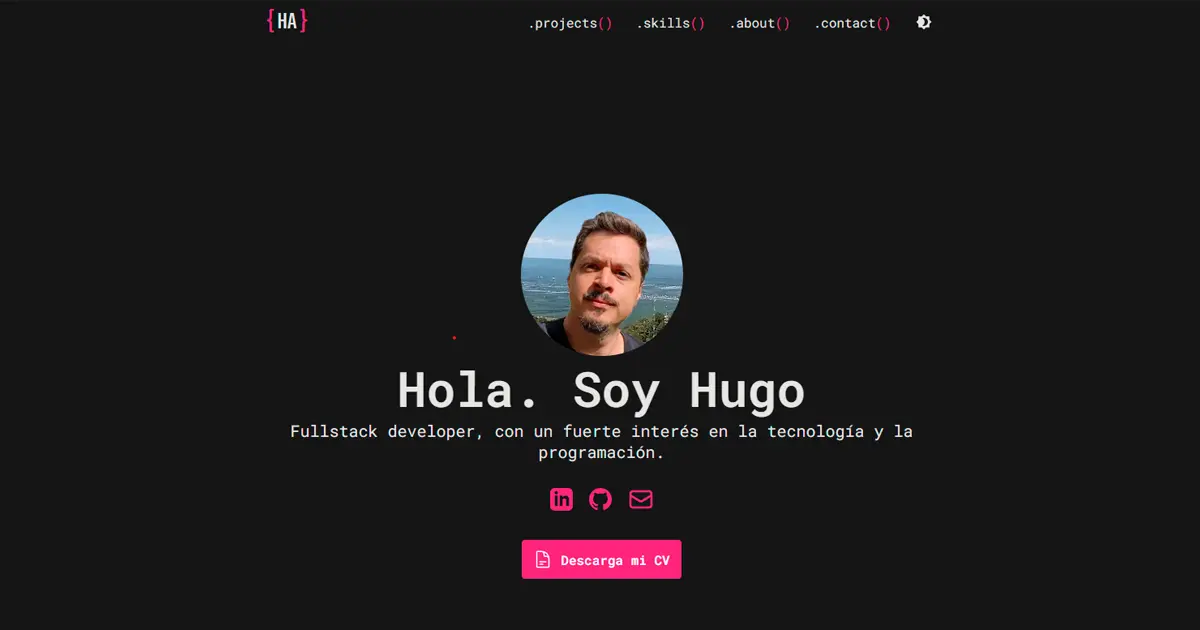 {HA}
.projects() .skills() .about() .contact()
Hola. Soy Hugo
Fullstack developer, con un fuerte interés en la tecnología y la
programación.
in
Descarga mi CV